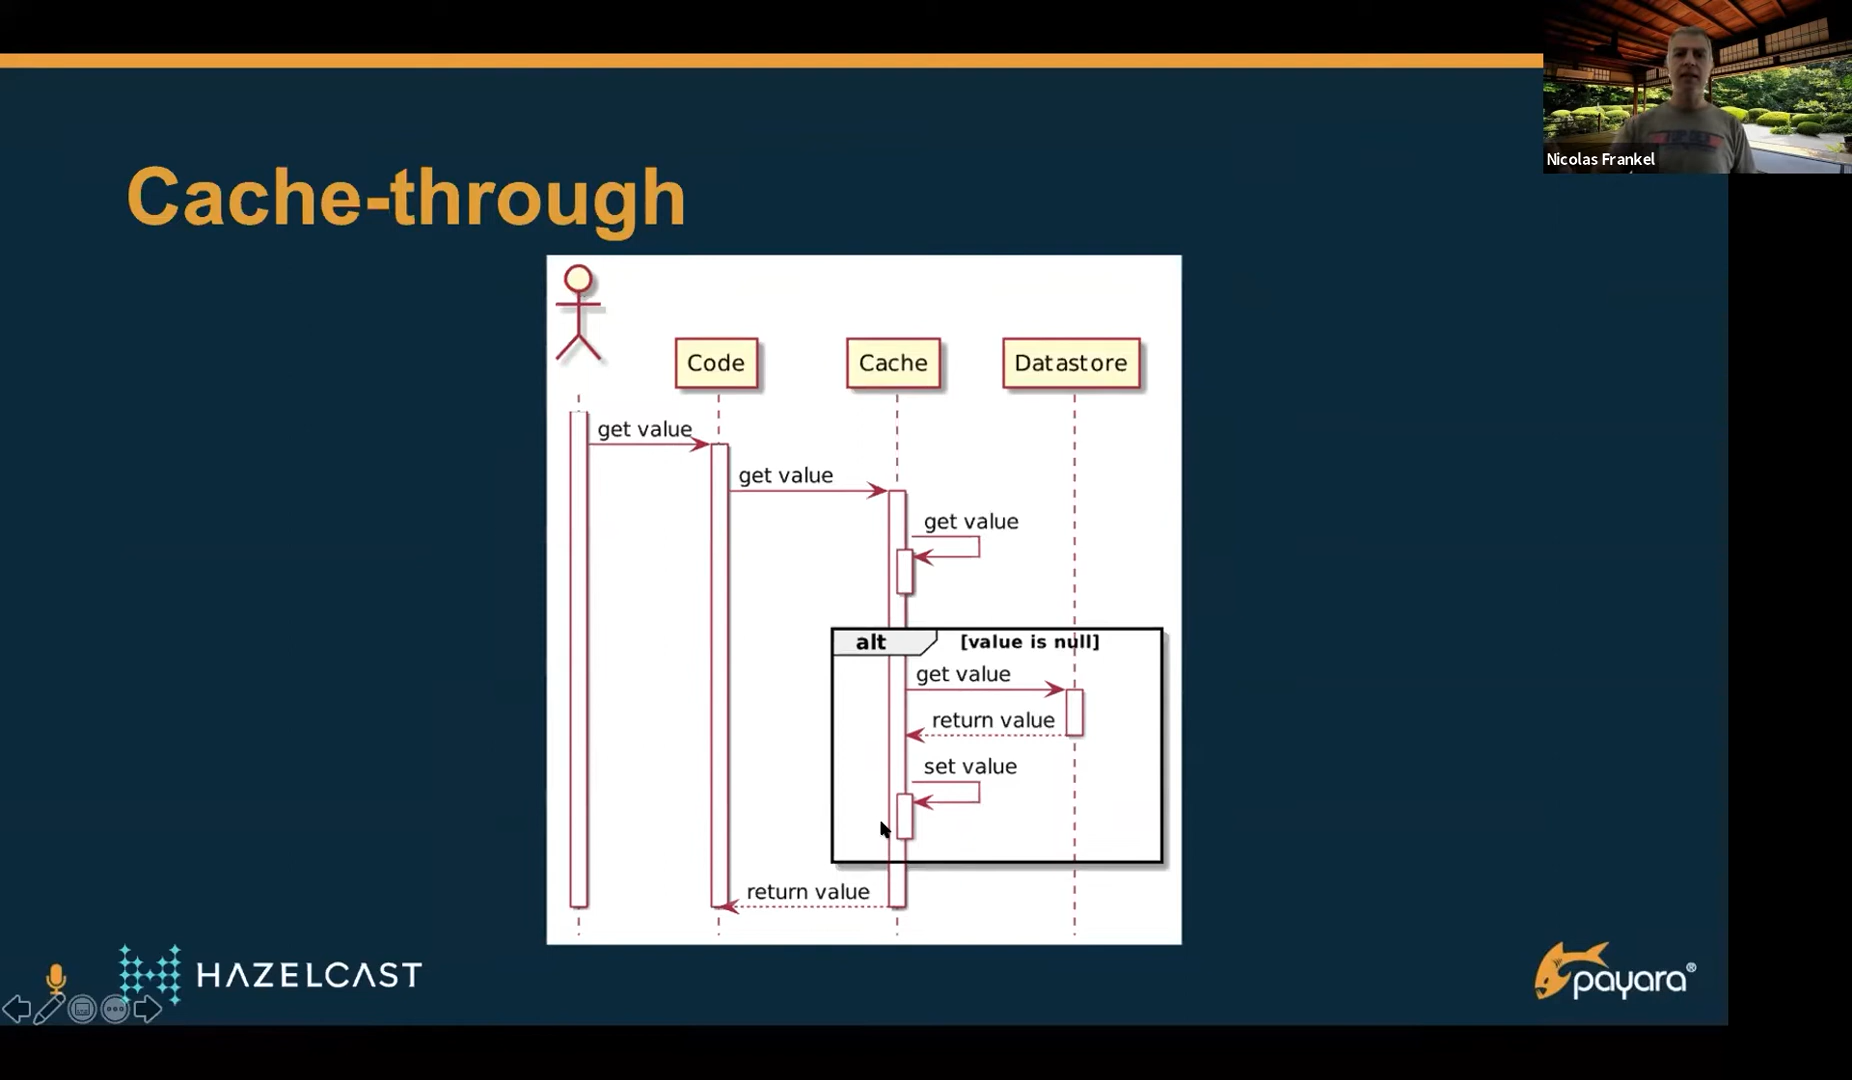 Nicolas Frankel
Cache-through
Code
Cache
Datastore
get value
get value
get value
alt
[value is null]
get value
return value
set value
return value
HAZELCAST
payara®